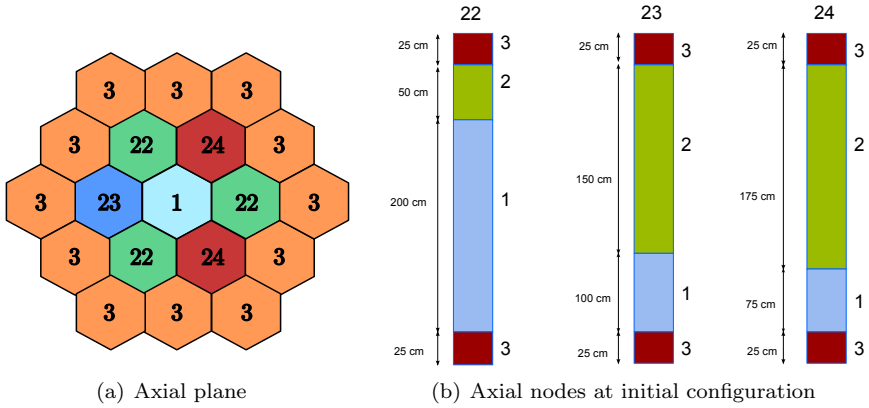 3 3 3
3 22 24 3
3 23 1 22 3
3 22 24 3
3 3 3
(a) Axial plane
22
25 cm 3
50 cm 2
200 cm 1
25 cm 3
23
25 cm 3
150 cm 2
100 cm 1
25 cm 3
24
25 cm 3
175 cm 2
75 cm 1
25 cm 3
(b) Axial nodes at initial configuration